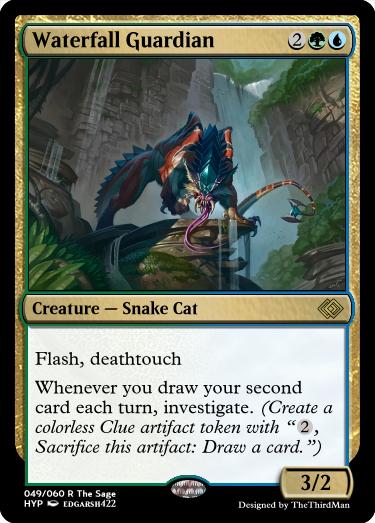 Waterfall Guardian 2
Creature — Snake Cat
Flash, deathtouch
Whenever you draw your second
card each turn, investigate. (Create a
colorless Clue artifact token with “2,
Sacrifice this artifact: Draw a card.”)
3/2
049/060 R The Sage
HYP EDGARSH422
Designed by TheThirdMan